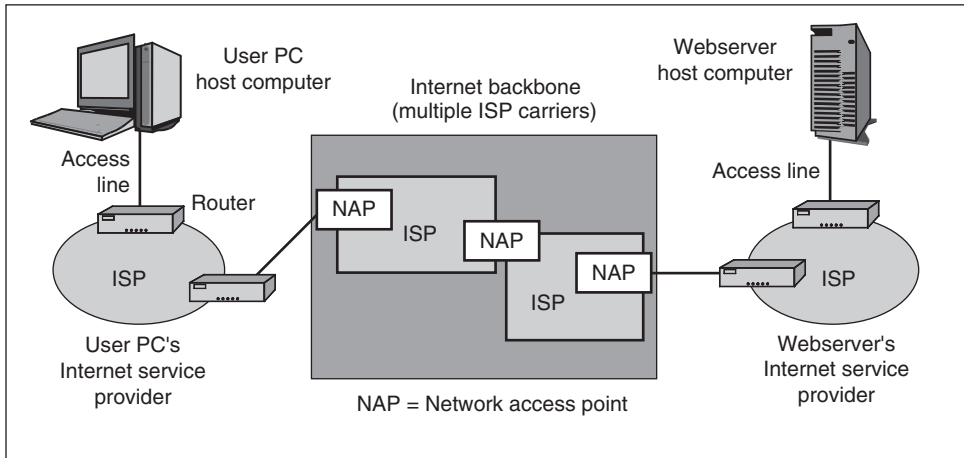 User PC
host computer
Webserver
host computer
Internet backbone
(multiple ISP carriers)
Access
line
Access line
Router
NAP
ISP
NAP
NAP
ISP
ISP
ISP
User PC's
Internet service
provider
Webserver's
Internet service
provider
NAP = Network access point